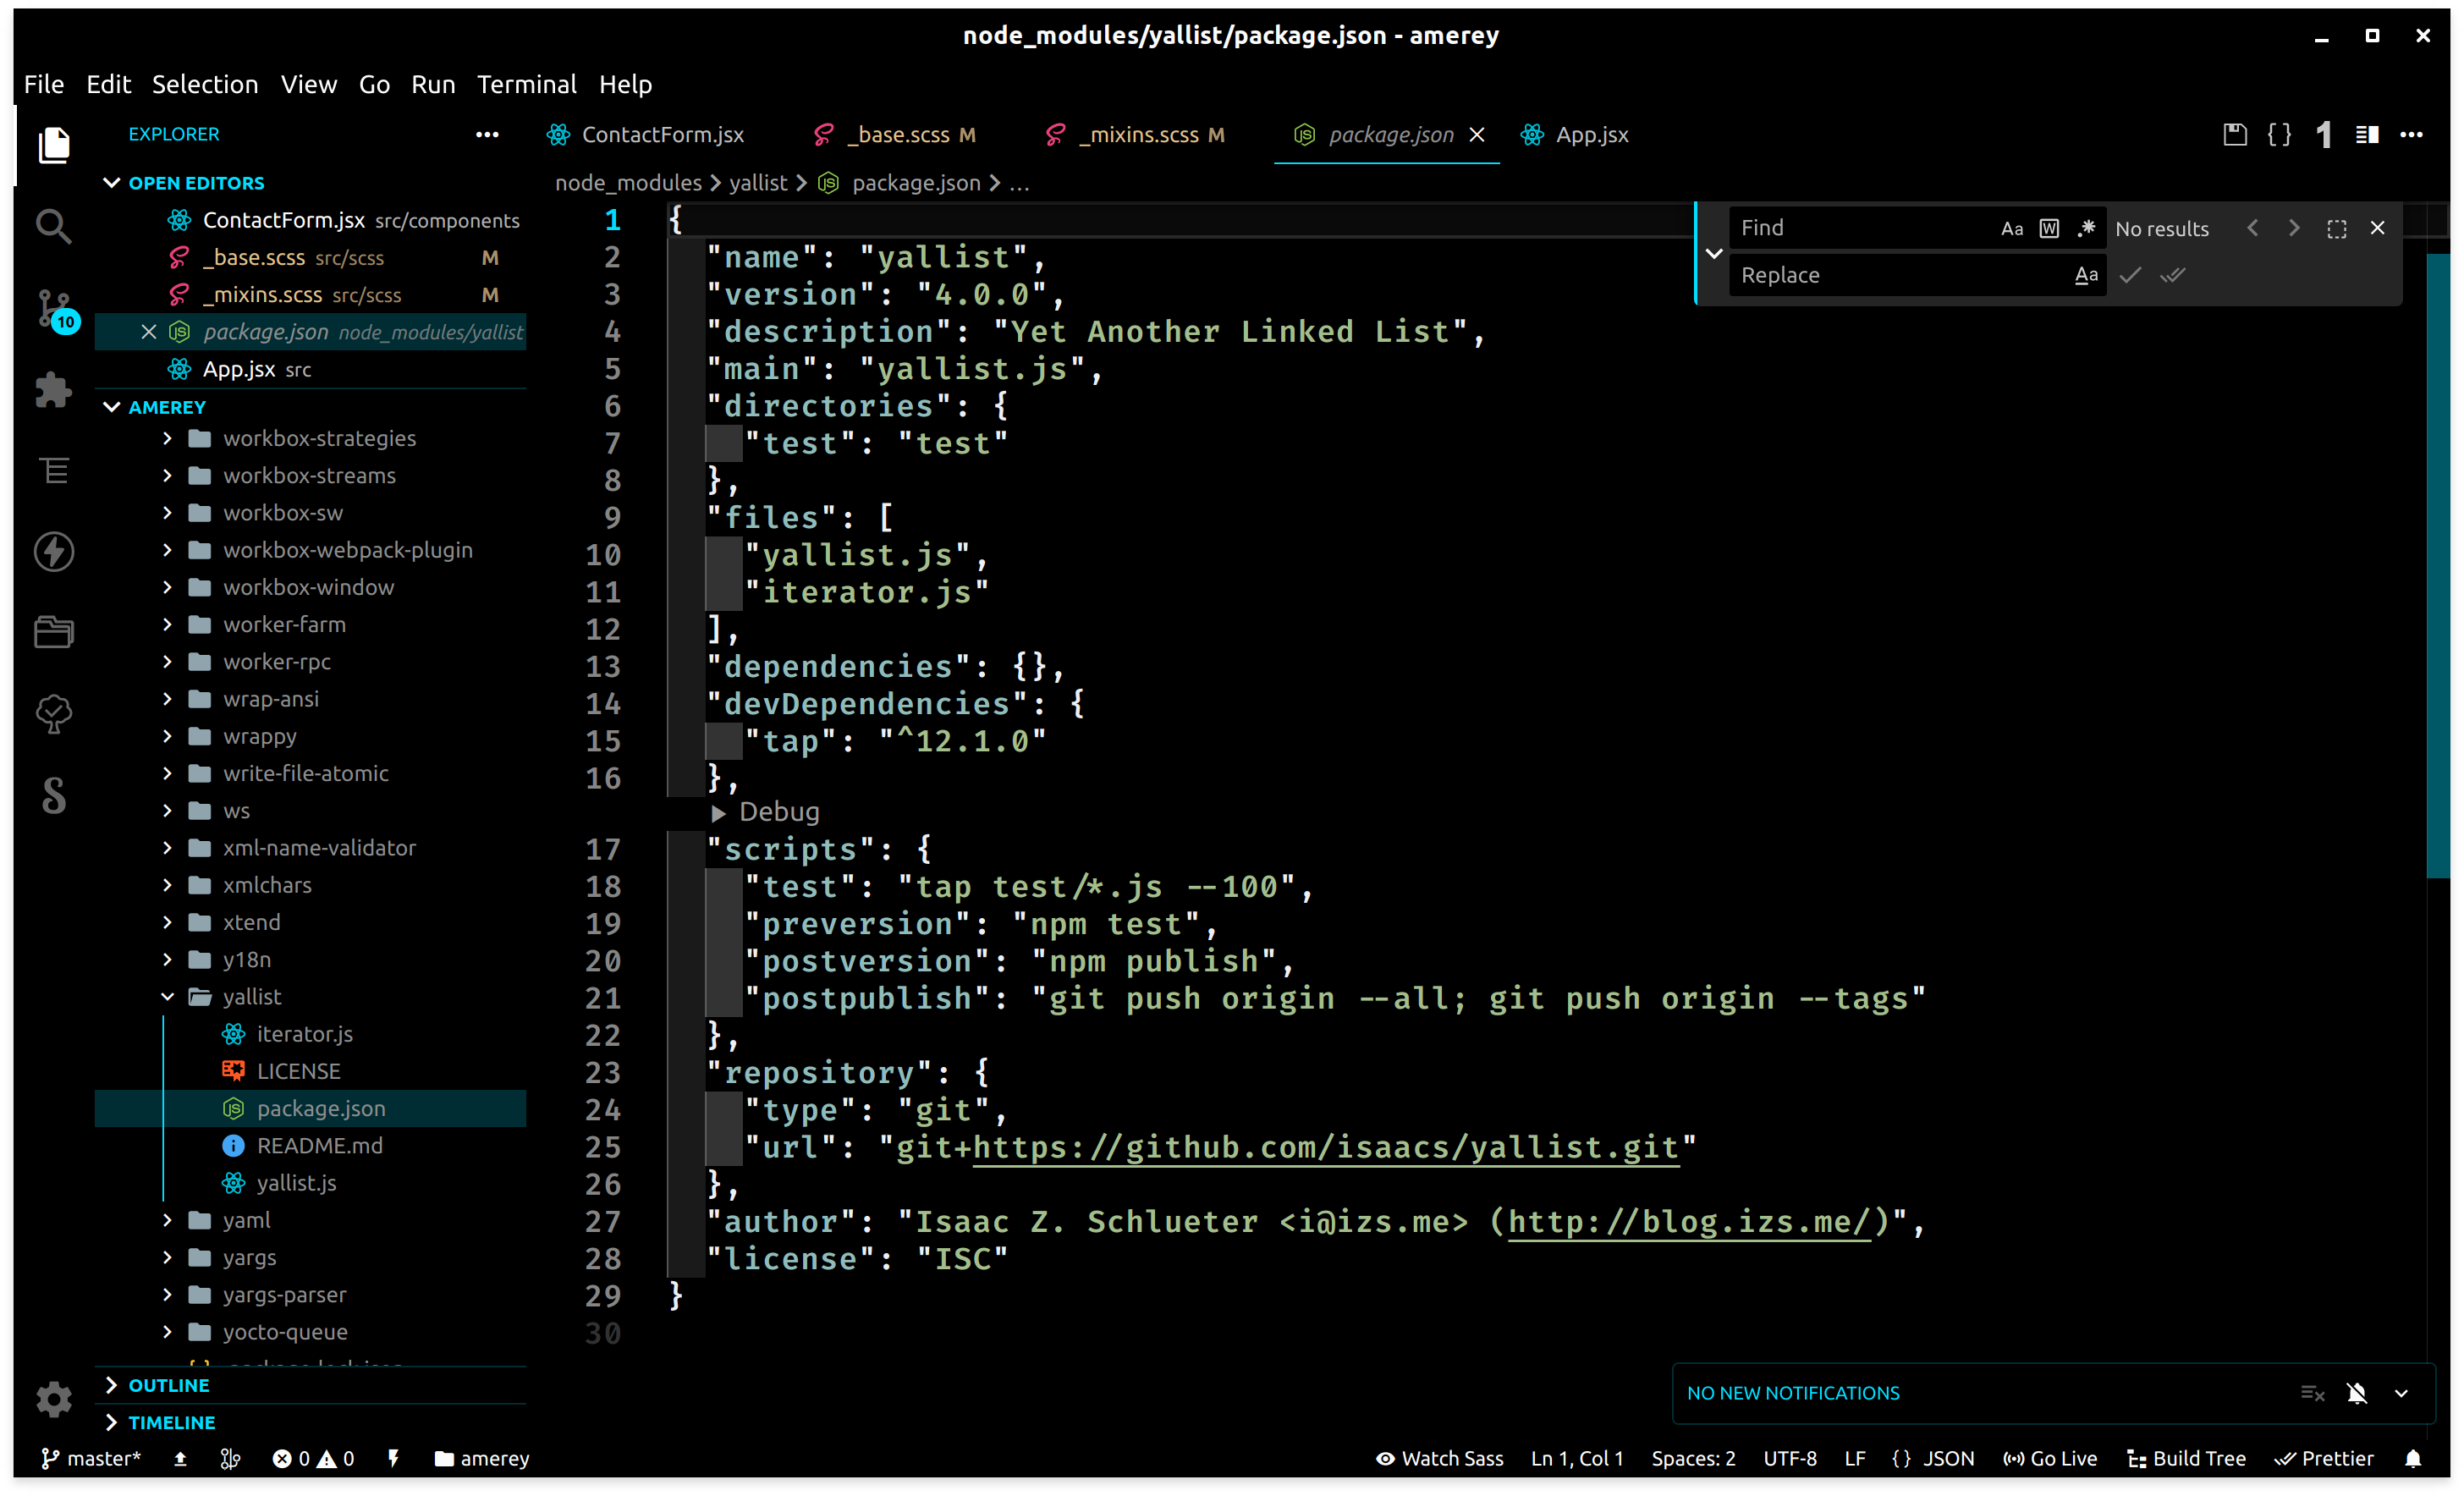 node_modules/yallist/package.json - amerey
File Edit Selection View Go Run Terminal Help
EXPLORER
ContactForm.jsx
_base.scss M
_mixins.scss M
package.json
App.jsx
1
OPEN EDITORS
ContactForm.jsx src/components
_base.scss src/scss M
_mixins.scss src/scss M
package.json node_modules/yallist
App.jsx src
10
AMEREY
workbox-strategies
workbox-streams
workbox-sw
workbox-webpack-plugin
workbox-window
worker-farm
worker-rpc
wrap-ansi
wrappy
write-file-atomic
ws
xml-name-validator
xmlchars
xtend
y18n
yallist
iterator.js
LICENSE
package.json
README.md
yallist.js
yaml
yargs
yargs-parser
yocto-queue
OUTLINE
TIMELINE
node_modules > yallist > package.json > ...
Find Aa W .* No results
Replace Aa
1 {
2 "name": "yallist",
3 "version": "4.0.0",
4 "description": "Yet Another Linked List",
5 "main": "yallist.js",
6 "directories": {
7 "test": "test"
8 },
9 "files": [
10 "yallist.js",
11 "iterator.js"
12 ],
13 "dependencies": {},
14 "devDependencies": {
15 "tap": "^12.1.0"
16 },
Debug
17 "scripts": {
18 "test": "tap test/*.js --100",
19 "preversion": "npm test",
20 "postversion": "npm publish",
21 "postpublish": "git push origin --all; git push origin --tags"
22 },
23 "repository": {
24 "type": "git",
25 "url": "git+https://github.com/isaacs/yallist.git"
26 },
27 "author": "Isaac Z. Schlueter <i@izs.me> (http://blog.izs.me/)",
28 "license": "ISC"
29 }
30
NO NEW NOTIFICATIONS
master* 0 0 amerey Watch Sass Ln 1, Col 1 Spaces: 2 UTF-8 LF {} JSON Go Live Build Tree Prettier